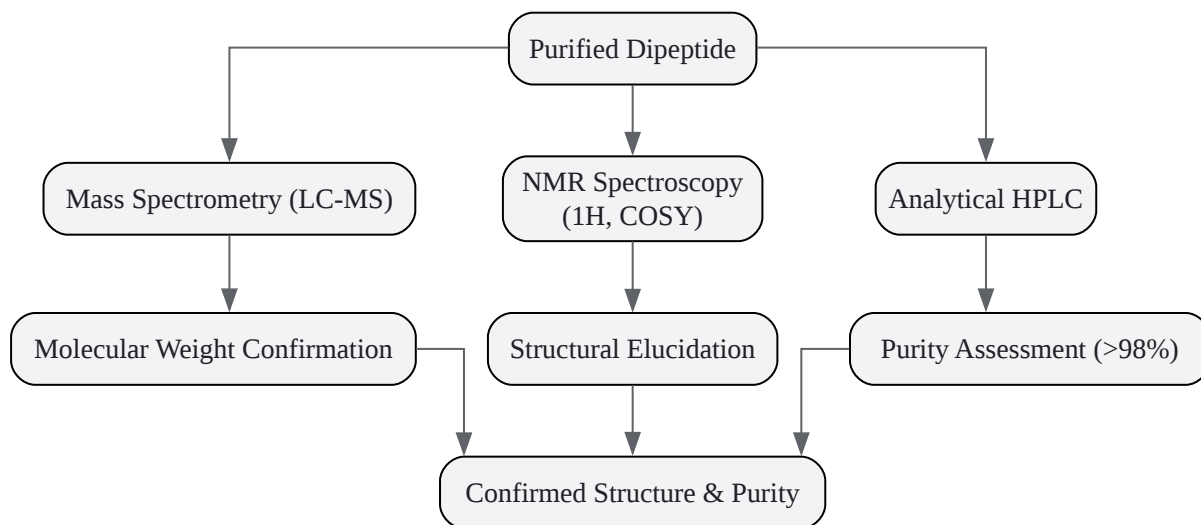 Purified Dipeptide
Mass Spectrometry (LC-MS)
NMR Spectroscopy
(1H, COSY)
Analytical HPLC
Molecular Weight Confirmation
Structural Elucidation
Purity Assessment (>98%)
Confirmed Structure & Purity